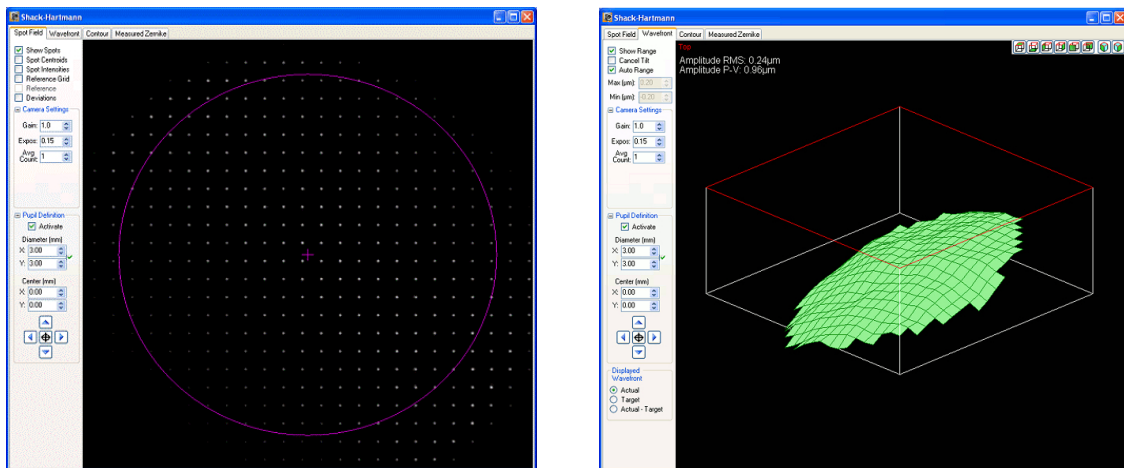 Shack-Hartmann
Spot Field Wavefront Contour Measured Zernike
Show Spots
Spot Centroids
Spot Intensities
Reference Grid
Reference
Deviations
Camera Settings
Gain: 1.0
Expos: 0.15
Avg
Count: 1
Pupil Definition
Activate
Diameter (mm)
X: 3.00
Y: 3.00
Center (mm)
X: 0.00
Y: 0.00
Shack-Hartmann
Spot Field Wavefront Contour Measured Zernike
Show Range
Cancel Tilt
Auto Range
Max (µm): 0.20
Min (µm): -0.20
Camera Settings
Gain: 1.0
Expos: 0.15
Avg
Count: 1
Pupil Definition
Activate
Diameter (mm)
X: 3.00
Y: 3.00
Center (mm)
X: 0.00
Y: 0.00
Displayed
Wavefront
Actual
Target
Actual - Target
Top
Amplitude RMS: 0.24µm
Amplitude P-V: 0.96µm